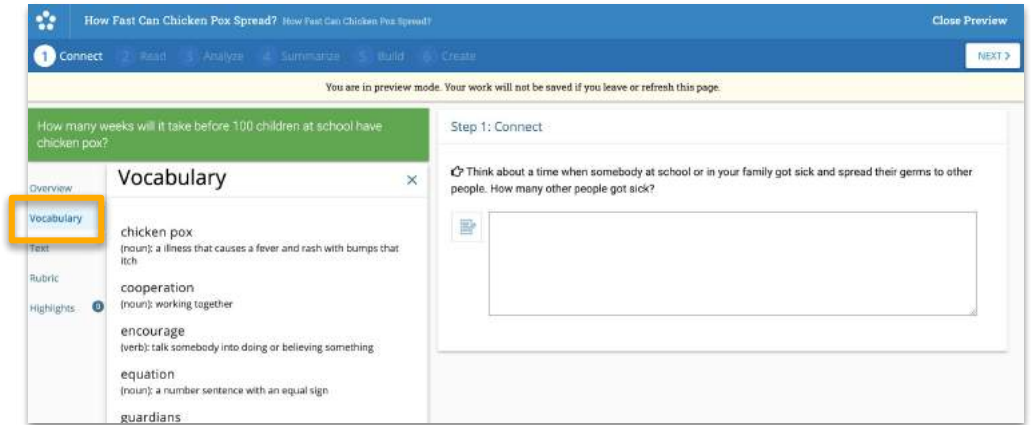 How Fast Can Chicken Pox Spread? How Fast Can Chicken Pox Spread?
Close Preview
1 Connect 2 Read 3 Analyze 4 Summarize 5 Build 6 Create
NEXT >
You are in preview mode. Your work will not be saved if you leave or refresh this page.
How many weeks will it take before 100 children at school have
chicken pox?
Overview
Vocabulary
Text
Rubric
Highlights 0
Vocabulary ×
chicken pox
(noun): a illness that causes a fever and rash with bumps that
itch
cooperation
(noun): working together
encourage
(verb): talk somebody into doing or believing something
equation
(noun): a number sentence with an equal sign
guardians
Step 1: Connect
Think about a time when somebody at school or in your family got sick and spread their germs to other
people. How many other people got sick?